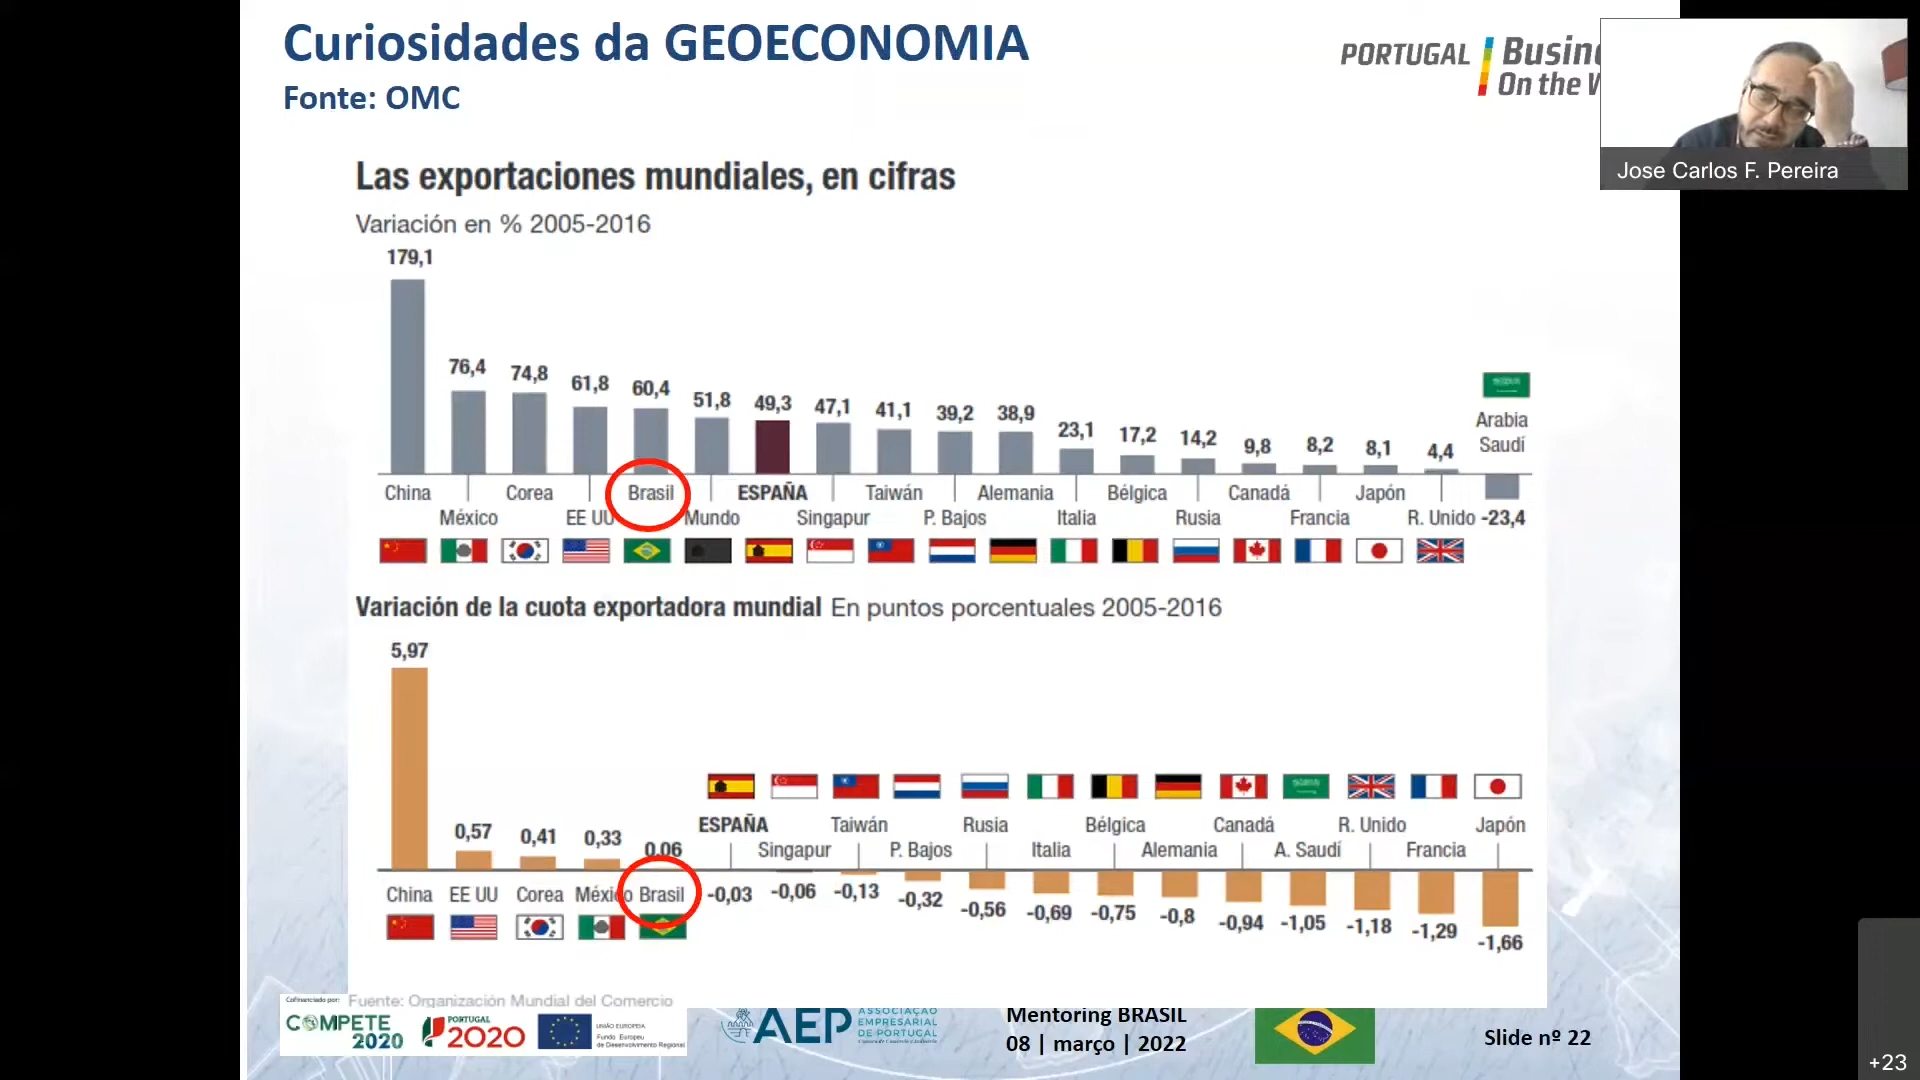 Curiosidades da GEOECONOMIA
Fonte: OMC
PORTUGAL
Busin
On the
Jose Carlos F. Pereira
Las exportaciones mundiales, en cifras
Variación en % 2005-2016
179,1
76,4
74,8
61,8
60,4
51,8
49,3
47,1
41,1
39,2
38,9
23,1
17,2
14,2
9,8
8,2
8,1
4,4
Arabia
Saudí
China
Corea
Brasil
ESPAÑA
Taiwán
Alemania
Bélgica
Canadá
Japón
México
EE UU
Mundo
Singapur
P. Bajos
Italia
Rusia
Francia
R. Unido
-23,4
Variación de la cuota exportadora mundial En puntos porcentuales 2005-2016
5,97
0,57
0,41
0,33
0,06
ESPAÑA
Taiwán
Rusia
Bélgica
Canadá
R. Unido
Japón
Singapur
P. Bajos
Italia
Alemania
A. Saudí
Francia
China
EE UU
Corea
México
Brasil
-0,03
-0,06
-0,13
-0,32
-0,56
-0,69
-0,75
-0,8
-0,94
-1,05
-1,18
-1,29
-1,66
Cofinanciado por:
Fuente: Organización Mundial del Comercio
COMPETE
2020
PORTUGAL
2020
UNIÃO EUROPEIA
Fundo Europeu
de Desenvolvimento Regional
AEP
ASSOCIAÇÃO
EMPRESARIAL
DE PORTUGAL
Mentoring BRASIL
08 | março | 2022
Slide nº 22
+23